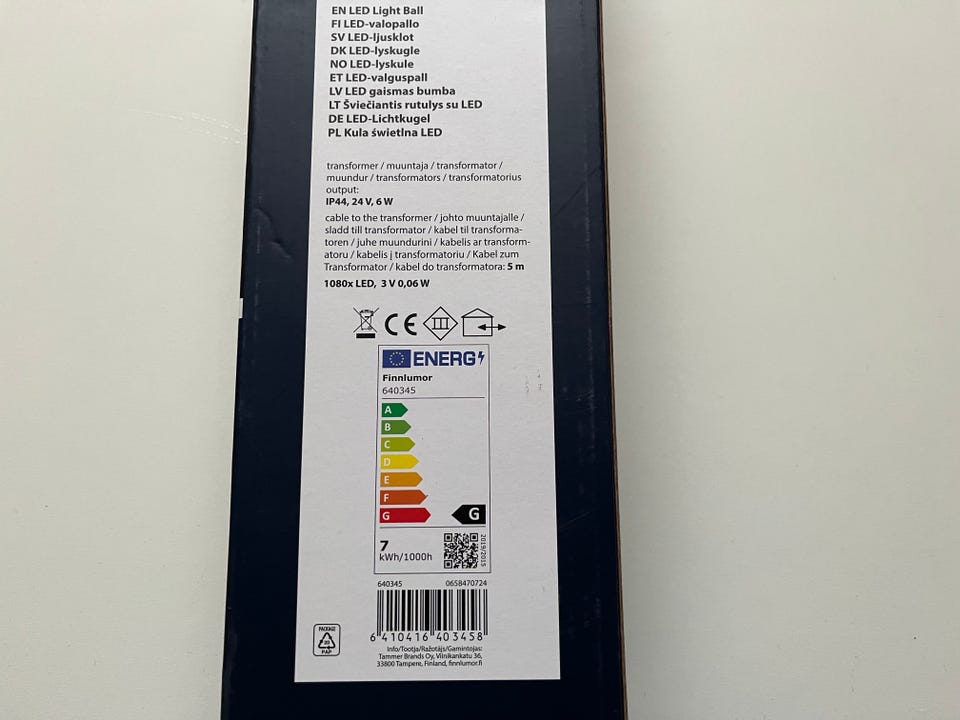 EN LED Light Ball
FI LED-valopallo
SV LED-ljusklot
DK LED-lyskugle
NO LED-lyskule
ET LED-valguspall
LV LED gaismas bumba
LT Šviečiantis rutulys su LED
DE LED-Lichtkugel
PL Kula świetlna LED
transformer / muuntaja / transformator /
muundur / transformators / transformatorius
output:
IP44, 24 V, 6 W
cable to the transformer / johto muuntajalle /
sladd till transformator / kabel til transforma-
toren / juhe muundurini / kabelis ar transform-
atoru / kabelis į transformatoriu / Kabel zum
Transformator / kabel do transformatora: 5 m
1080x LED, 3 V 0,06 W
CE
III
ENERG
Finnlumor
640345
A
B
C
D
E
F
G
G
7
kWh/1000h
2019/2015
640345 0658470724
6 410416 403458
Info/Tootja/Ražotājs/Gamintojas:
Tammer Brands Oy, Viinikankatu 36,
33800 Tampere, Finland, finnlumor.fi
PACKAGE
20
PAP